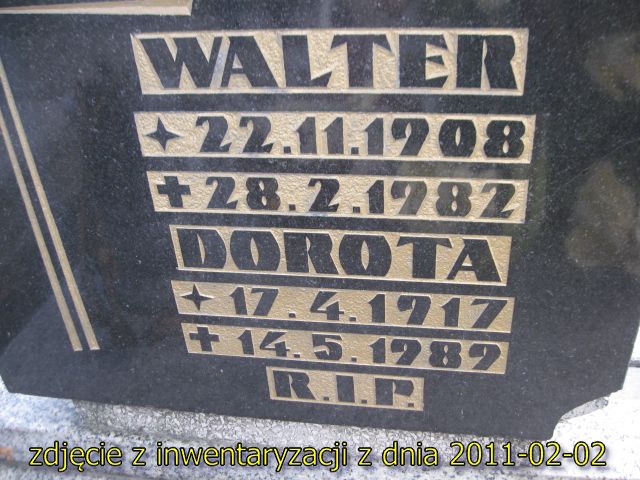 WALTER
22.11.1908
28.2.1982
DOROTA
17.4.1917
14.5.1989
R.I.P.
zdjęcie z inwentaryzacji z dnia 2011-02-02